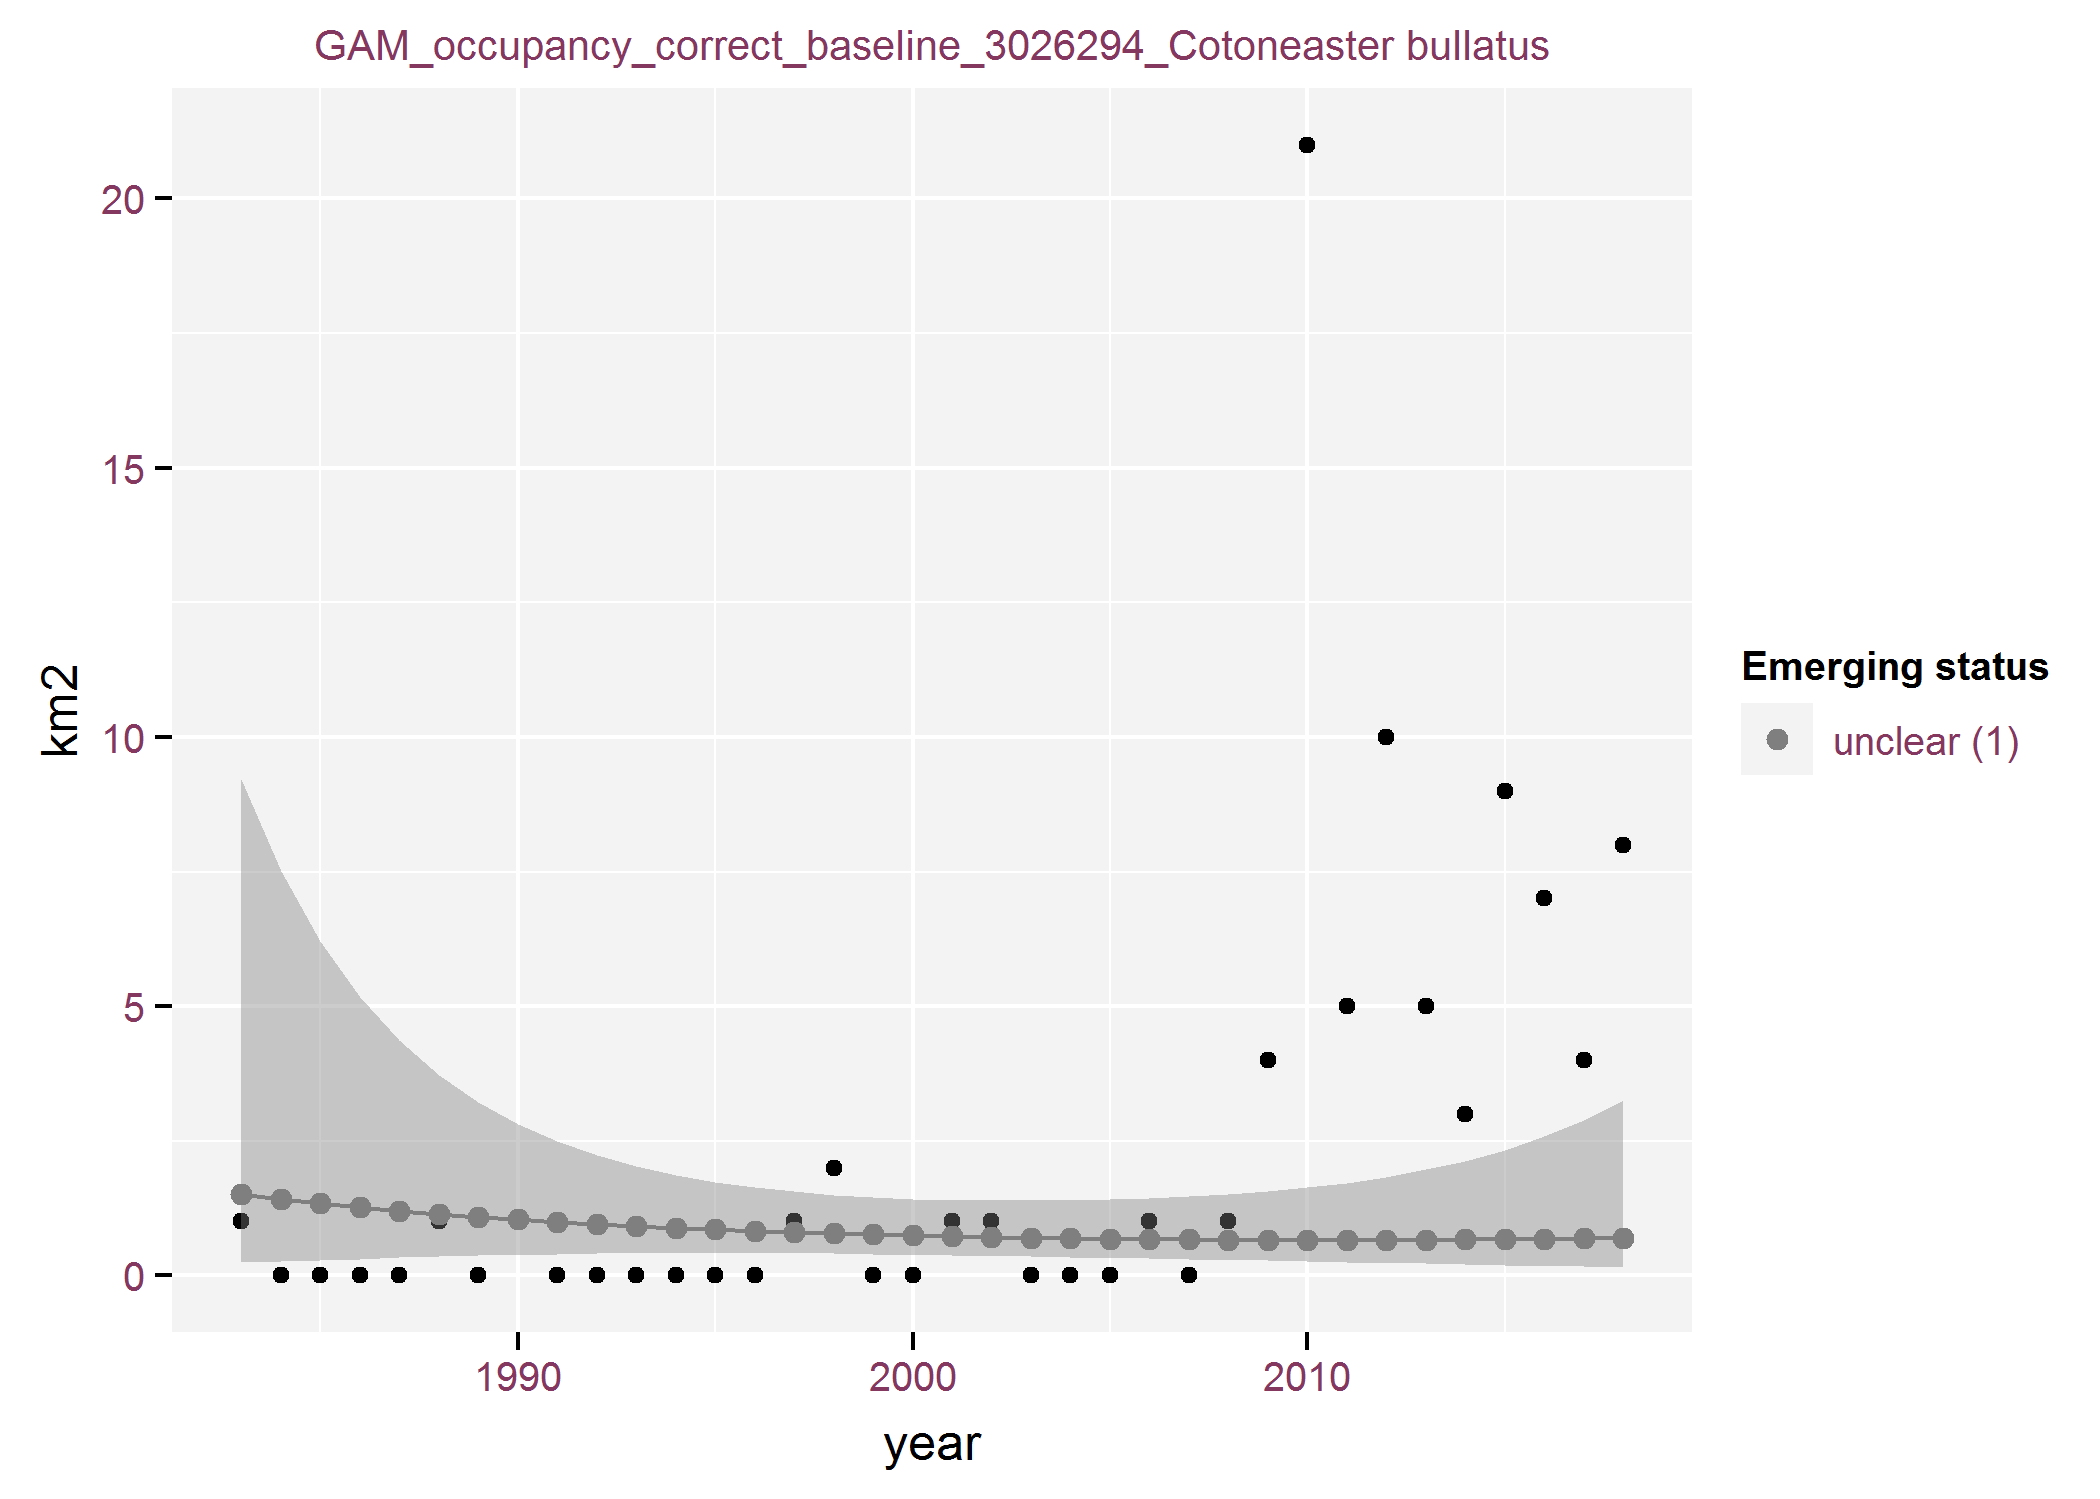 GAM_occupancy_correct_baseline_3026294_Cotoneaster bullatus
20
15
10
5
0
km2
1990 2000 2010
year
Emerging status
unclear (1)